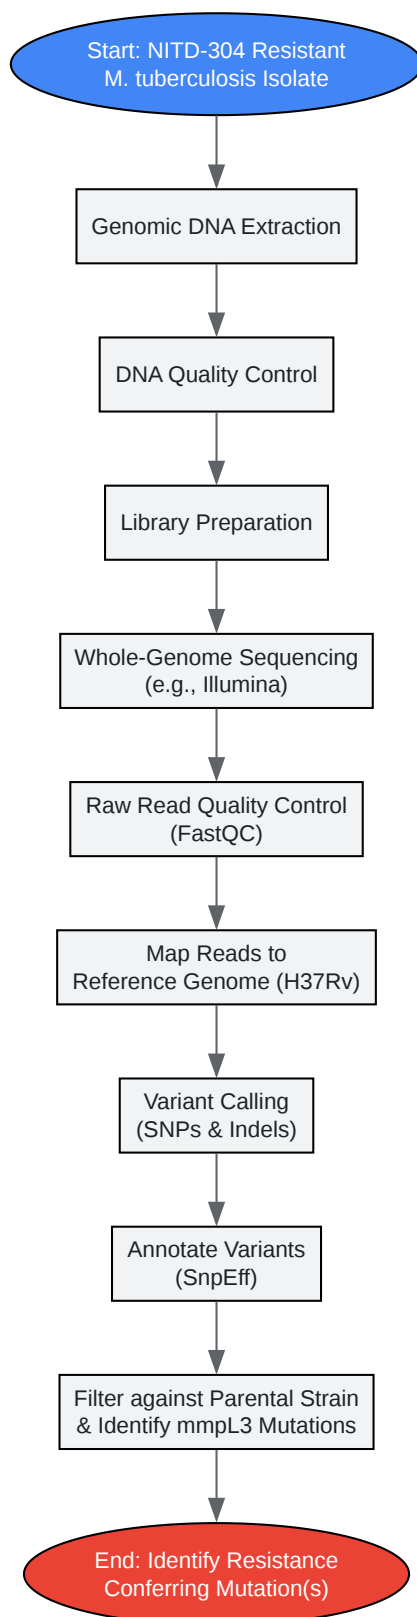 Start: NITD-304 Resistant
M. tuberculosis Isolate
Genomic DNA Extraction
DNA Quality Control
Library Preparation
Whole-Genome Sequencing
(e.g., Illumina)
Raw Read Quality Control
(FastQC)
Map Reads to
Reference Genome (H37Rv)
Variant Calling
(SNPs & Indels)
Annotate Variants
(SnpEff)
Filter against Parental Strain
& Identify mmpL3 Mutations
End: Identify Resistance
Conferring Mutation(s)